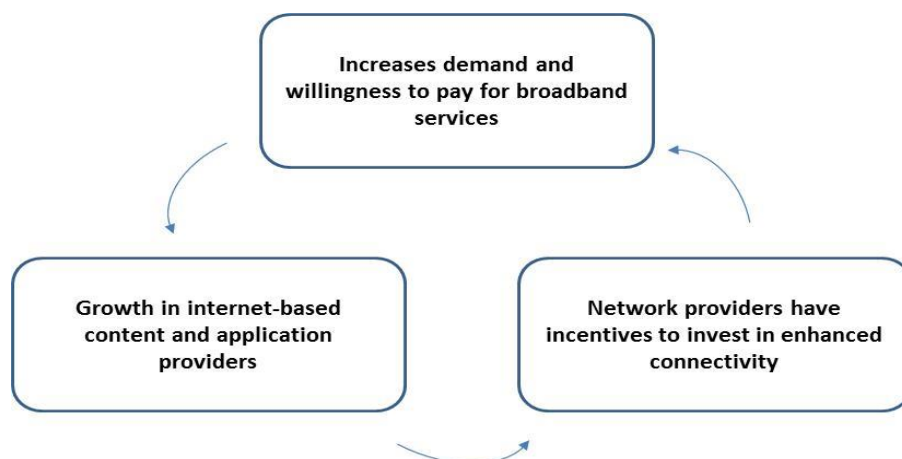 Increases demand and
willingness to pay for broadband
services
Growth in internet-based
content and application
providers
Network providers have
incentives to invest in enhanced
connectivity